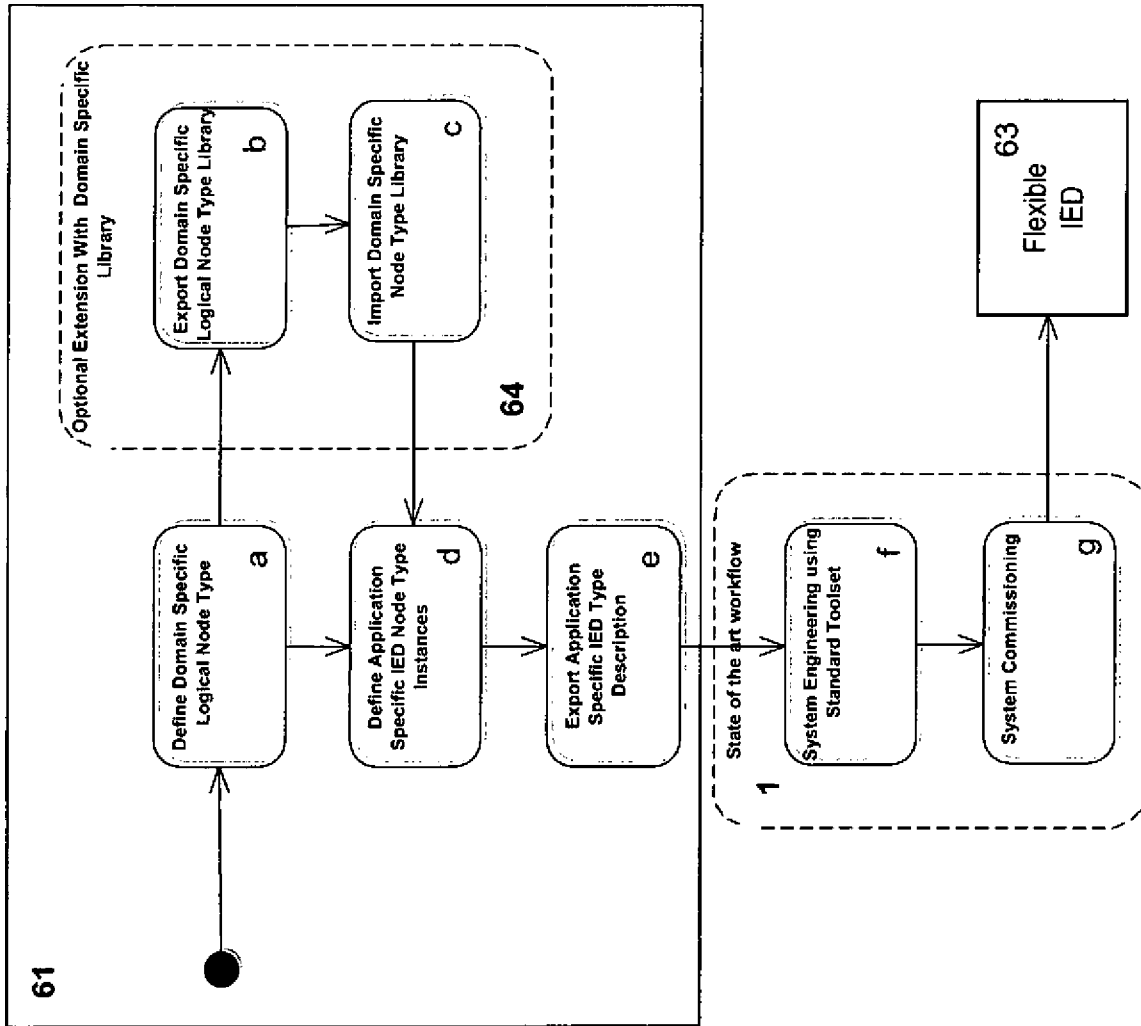 61
Define Domain Specific
Logical Node Type
a
Optional Extension With Domain Specific
Library
Export Domain Specific
Logical Node Type Library
b
Import Domain Specific
Node Type Library
c
64
Define Application
Specific IED Node Type
Instances
d
Export Application
Specific IED Type
Description
e
State of the art workflow
1
System Engineering using
Standard Toolset
f
System Commissioning
g
63
Flexible
IED